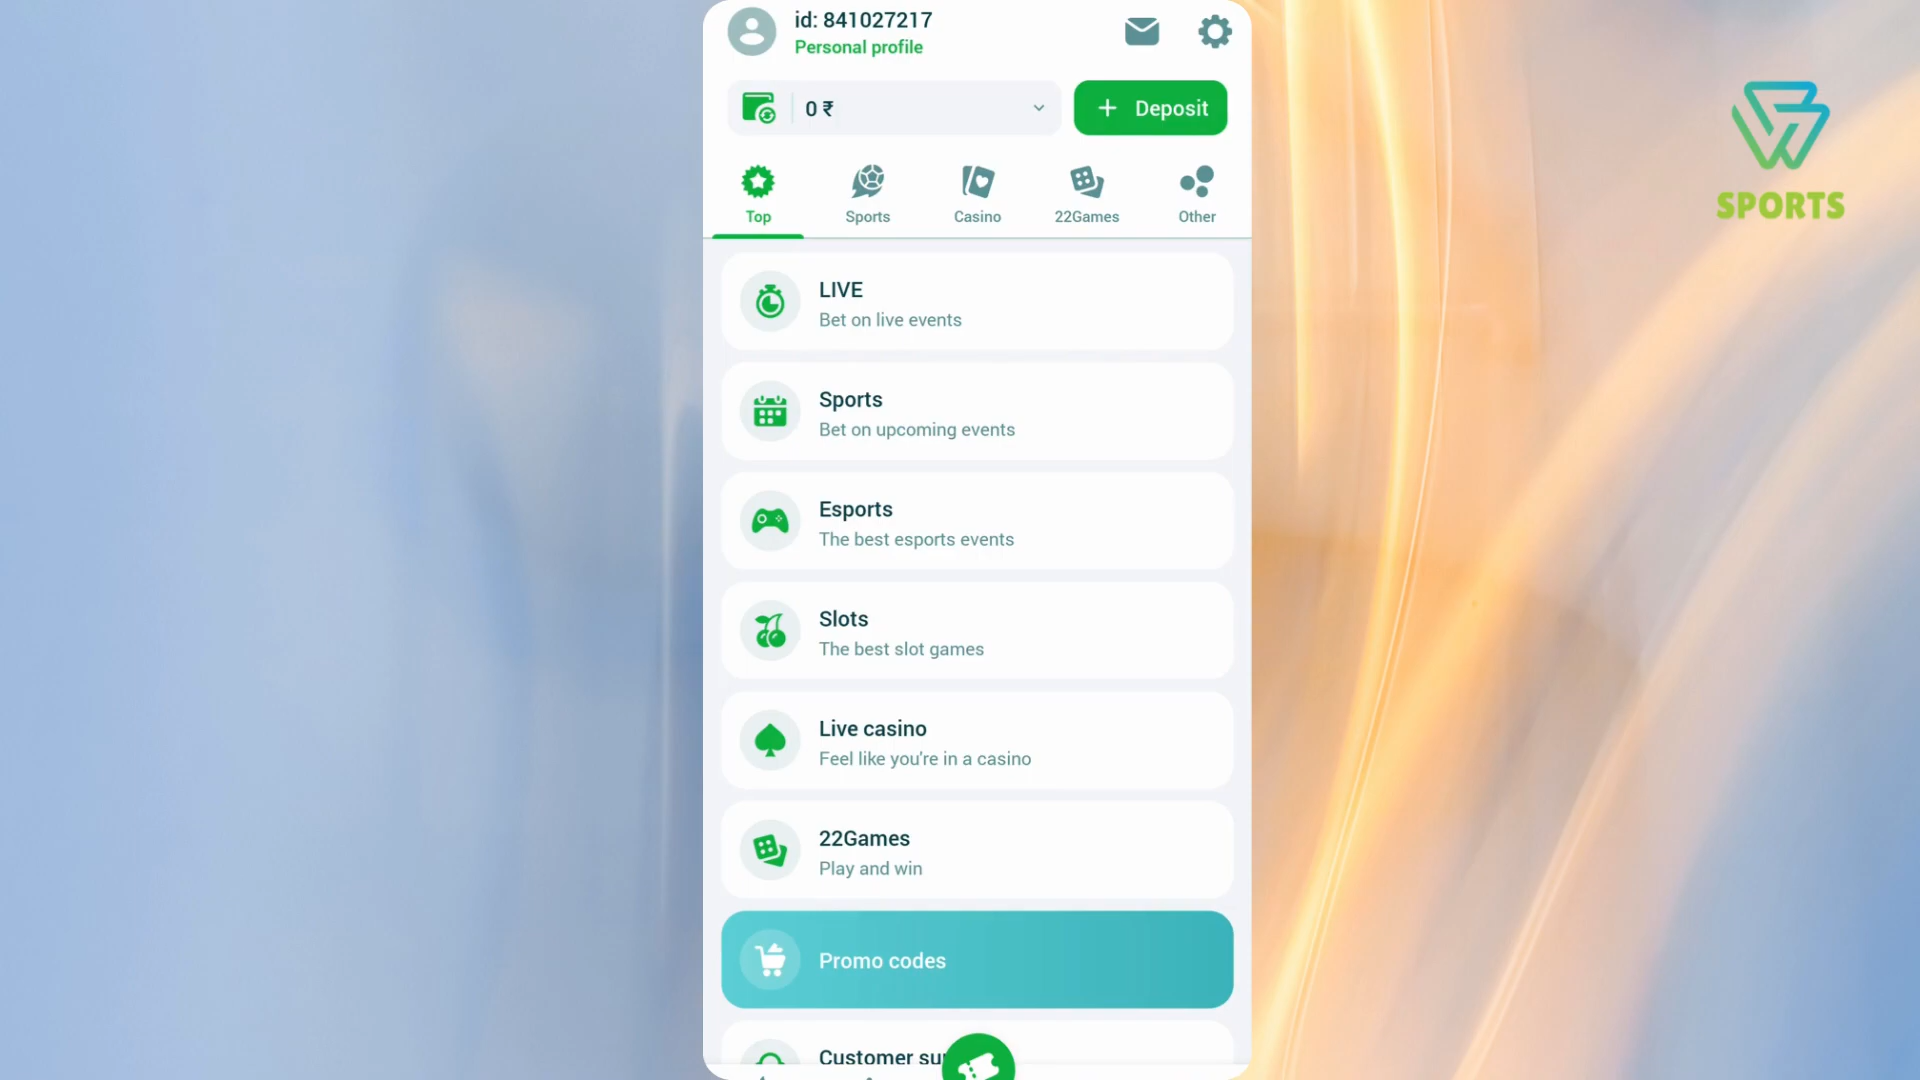 id: 841027217
Personal profile
0 ₹
Deposit
Top
Sports
Casino
22Games
Other
SPORTS
LIVE
Bet on live events
Sports
Bet on upcoming events
Esports
The best esports events
Slots
The best slot games
Live casino
Feel like you're in a casino
22Games
Play and win
Promo codes
Customer